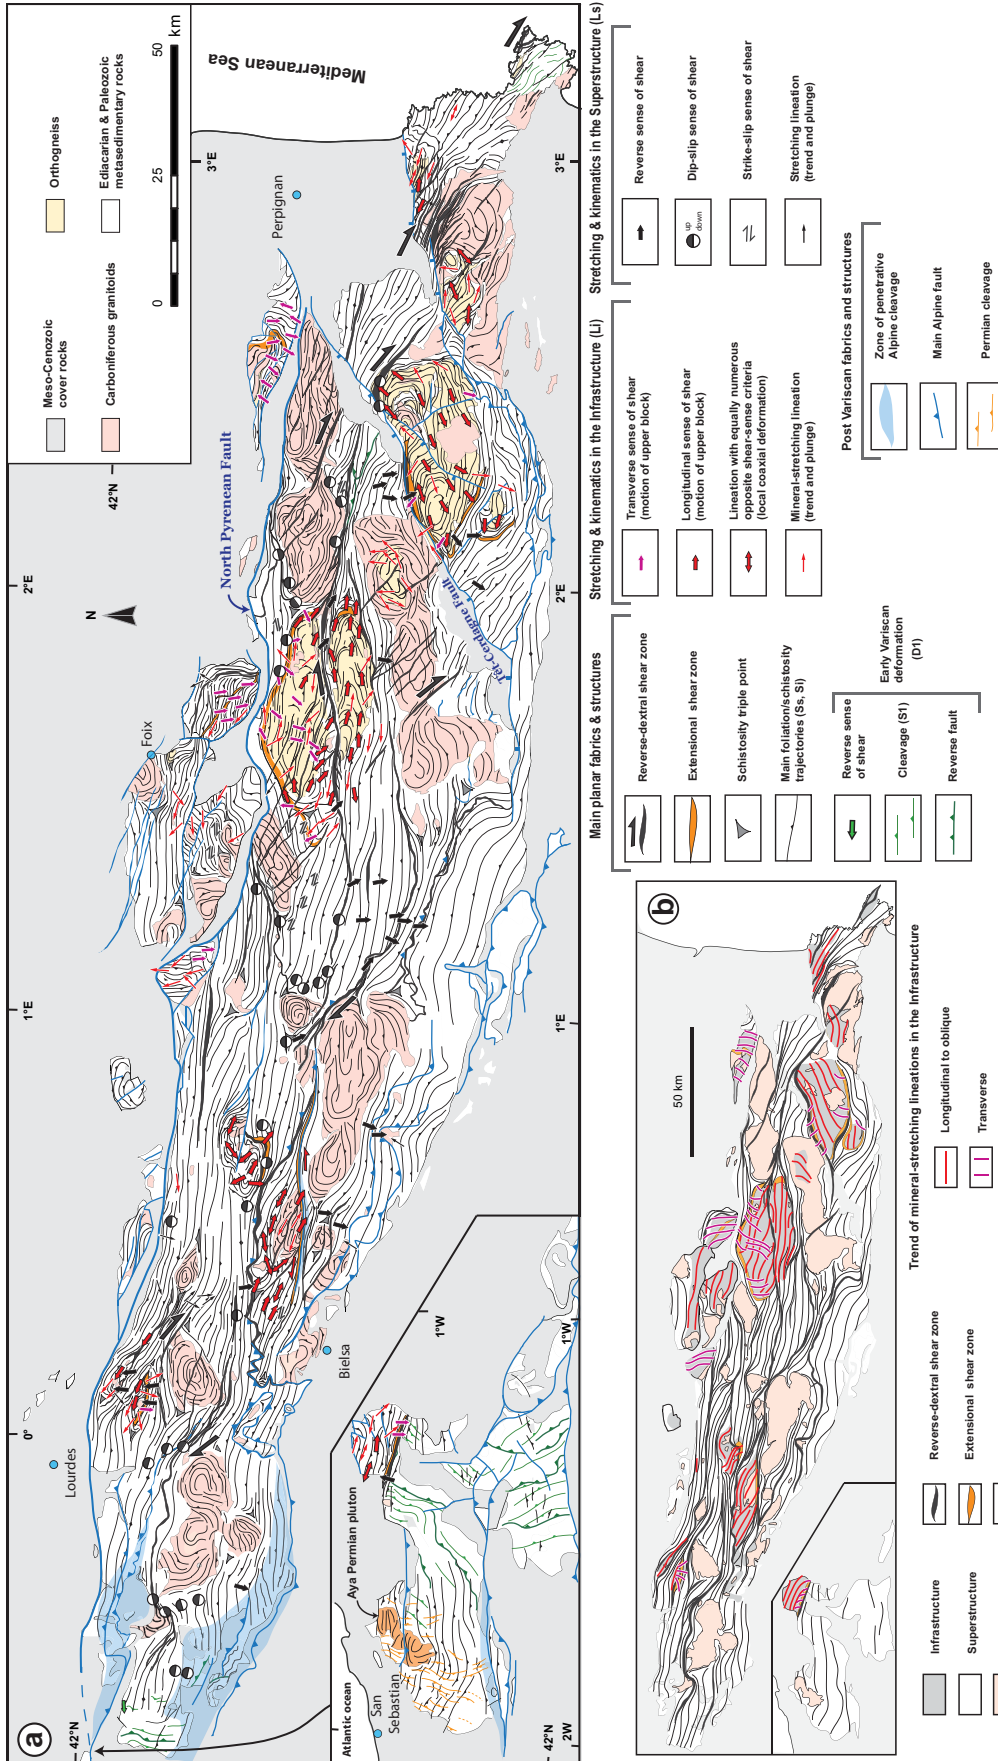 a
Meso-Cenozoic
cover rocks
Orthogneiss
Carboniferous granitoids
Ediacarian & Paleozoic
metasedimentary rocks
0
25
50
km
Mediterranean Sea
42°N
0°
1°E
2°E
3°E
N
Lourdes
Foix
Perpignan
North Pyrenean Fault
Têt-Cerdagne Fault
Bielsa
42°N
1°E
2°E
3°E
Atlantic ocean
San
Sebastian
Aya Permian pluton
1°W
1°W
42°N
2°W
b
50 km
Main planar fabrics & structures
Reverse-dextral shear zone
Extensional shear zone
Schistosity triple point
Main foliation/schistosity
trajectories (Ss, Si)
Early Variscan
deformation
(D1)
Reverse sense
of shear
Cleavage (S1)
Reverse fault
Stretching & kinematics in the Infrastructure (Li)
Transverse sense of shear
(motion of upper block)
Longitudinal sense of shear
(motion of upper block)
Lineation with equally numerous
opposite shear-sense criteria
(local coaxial deformation)
Mineral-stretching lineation
(trend and plunge)
Stretching & kinematics in the Superstructure (Ls)
Reverse sense of shear
up
down
Dip-slip sense of shear
Strike-slip sense of shear
Stretching lineation
(trend and plunge)
Post Variscan fabrics and structures
Zone of penetrative
Alpine cleavage
Main Alpine fault
Permian cleavage
Infrastructure
Superstructure
Reverse-dextral shear zone
Extensional shear zone
Trend of mineral-stretching lineations in the Infrastructure
Longitudinal to oblique
Transverse